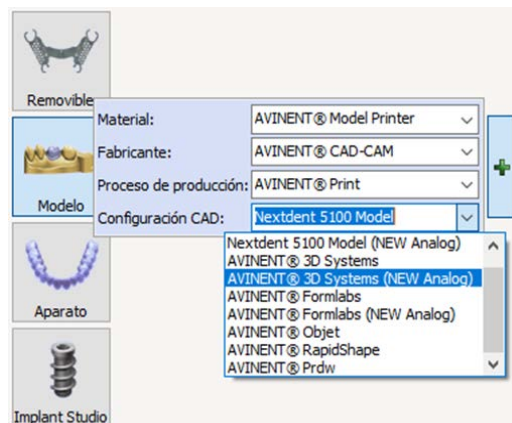 Removible
Modelo
Aparato
Implant Studio
Material: AVINENT® Model Printer
Fabricante: AVINENT® CAD-CAM
Proceso de producción: AVINENT® Print
Configuración CAD: Nextdent 5100 Model
Nextdent 5100 Model (NEW Analog)
AVINENT® 3D Systems
AVINENT® 3D Systems (NEW Analog)
AVINENT® Formlabs
AVINENT® Formlabs (NEW Analog)
AVINENT® Objet
AVINENT® RapidShape
AVINENT® Prdw